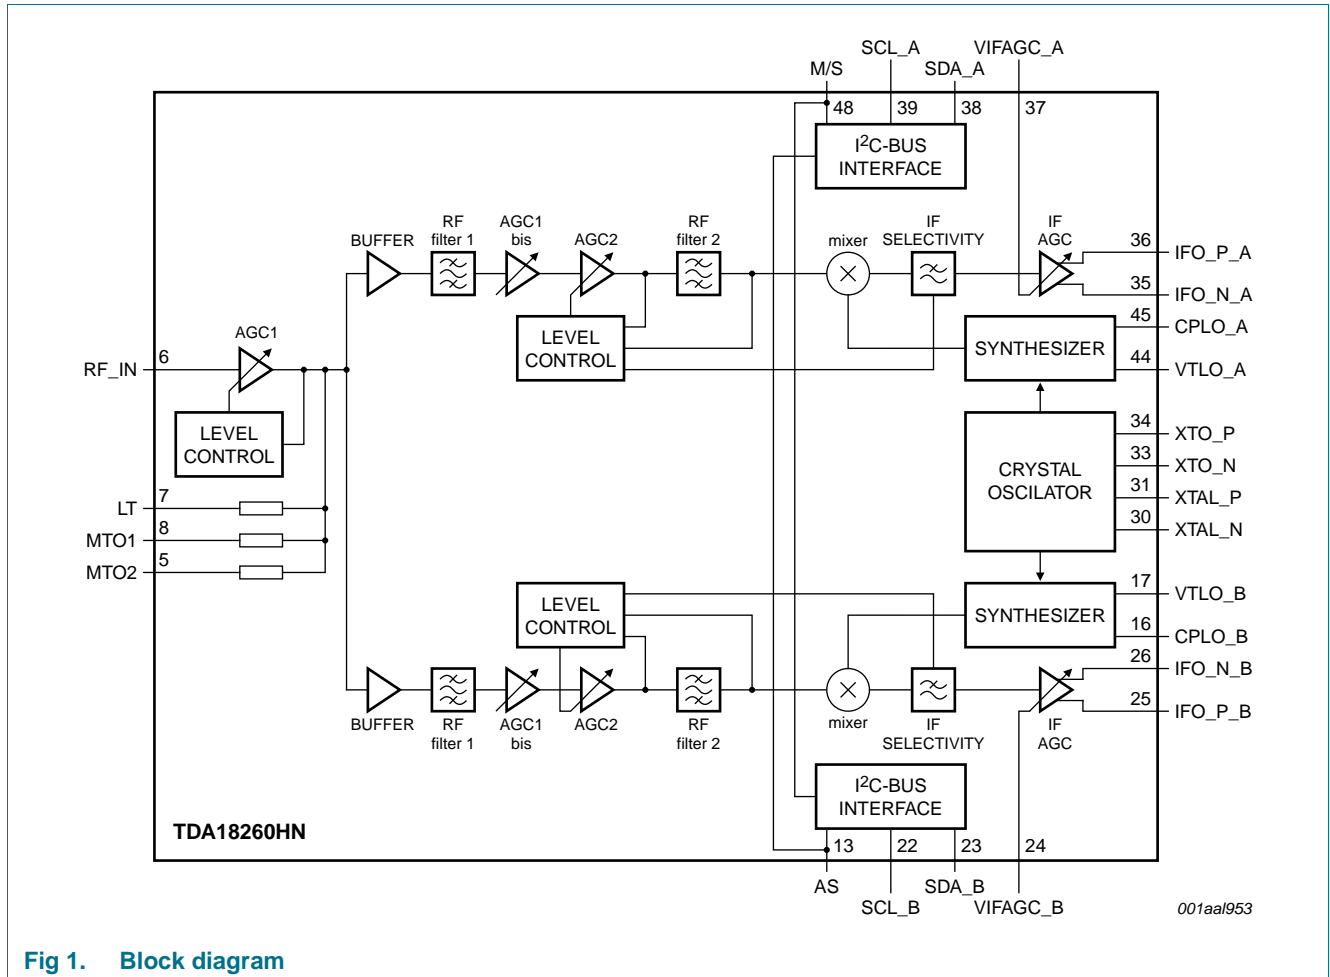 SCL_A
VIFAGC_A
M/S
SDA_A
48
39
38
37
I2C-BUS
INTERFACE
BUFFER
RF
filter 1
AGC1
bis
AGC2
RF
filter 2
mixer
IF
SELECTIVITY
IF
AGC
36
IFO_P_A
35
IFO_N_A
45
CPLO_A
SYNTHESIZER
44
VTLO_A
LEVEL
CONTROL
AGC1
RF_IN
6
LEVEL
CONTROL
34
XTO_P
33
XTO_N
CRYSTAL
OSCILATOR
31
XTAL_P
30
XTAL_N
LT
7
MTO1
8
MTO2
5
LEVEL
CONTROL
SYNTHESIZER
17
VTLO_B
16
CPLO_B
26
IFO_N_B
25
IFO_P_B
BUFFER
RF
filter 1
AGC1
bis
AGC2
RF
filter 2
mixer
IF
SELECTIVITY
IF
AGC
I2C-BUS
INTERFACE
TDA18260HN
13
22
23
24
AS
SDA_B
SCL_B
VIFAGC_B
001aal953
Fig 1. Block diagram